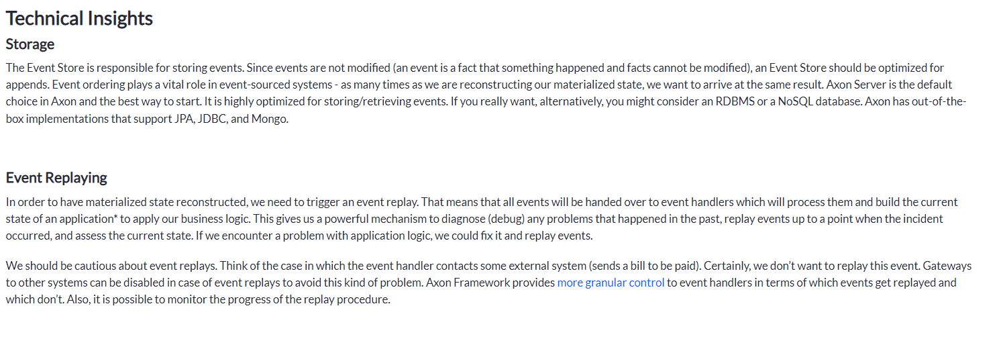 Technical Insights
Storage
The Event Store is responsible for storing events. Since events are not modified (an event is a fact that something happened and facts cannot be modified), an Event Store should be optimized for
appends. Event ordering plays a vital role in event-sourced systems - as many times as we are reconstructing our materialized state, we want to arrive at the same result. Axon Server is the default
choice in Axon and the best way to start. It is highly optimized for storing/retrieving events. If you really want, alternatively, you might consider an RDBMS or a NoSQL database. Axon has out-of-the-
box implementations that support JPA, JDBC, and Mongo.
Event Replaying
In order to have materialized state reconstructed, we need to trigger an event replay. That means that all events will be handed over to event handlers which will process them and build the current
state of an application* to apply our business logic. This gives us a powerful mechanism to diagnose (debug) any problems that happened in the past, replay events up to a point when the incident
occurred, and assess the current state. If we encounter a problem with application logic, we could fix it and replay events.
We should be cautious about event replays. Think of the case in which the event handler contacts some external system (sends a bill to be paid). Certainly, we don’t want to replay this event. Gateways
to other systems can be disabled in case of event replays to avoid this kind of problem. Axon Framework provides more granular control to event handlers in terms of which events get replayed and
which don’t. Also, it is possible to monitor the progress of the replay procedure.